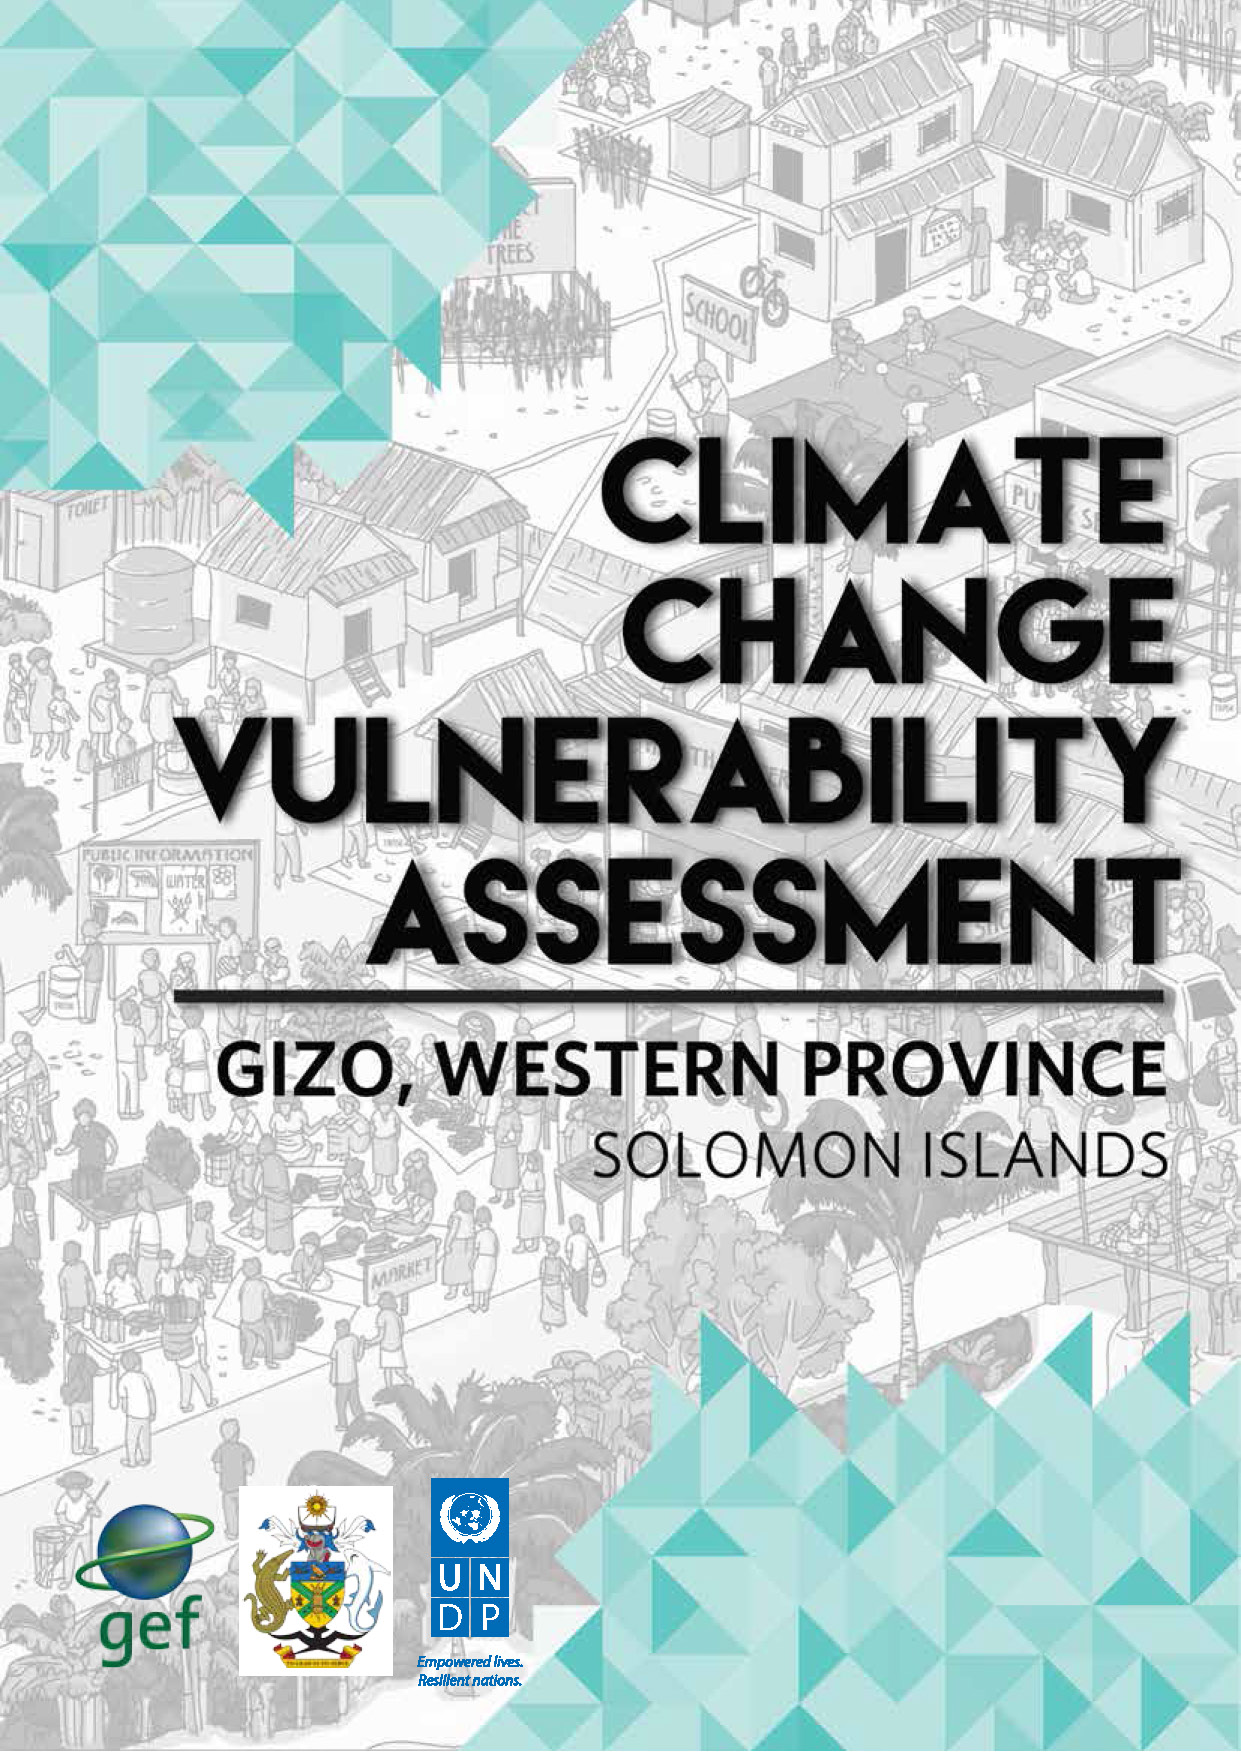 TREES
SCHOOL
TOILET
CLIMATE
CHANGE
VULNERABILITY
ASSESSMENT
PUBLIC INFORMATION
WATER
GIZO, WESTERN PROVINCE
SOLOMON ISLANDS
MARKET
gef
U N
D P
Empowered lives.
Resilient nations.